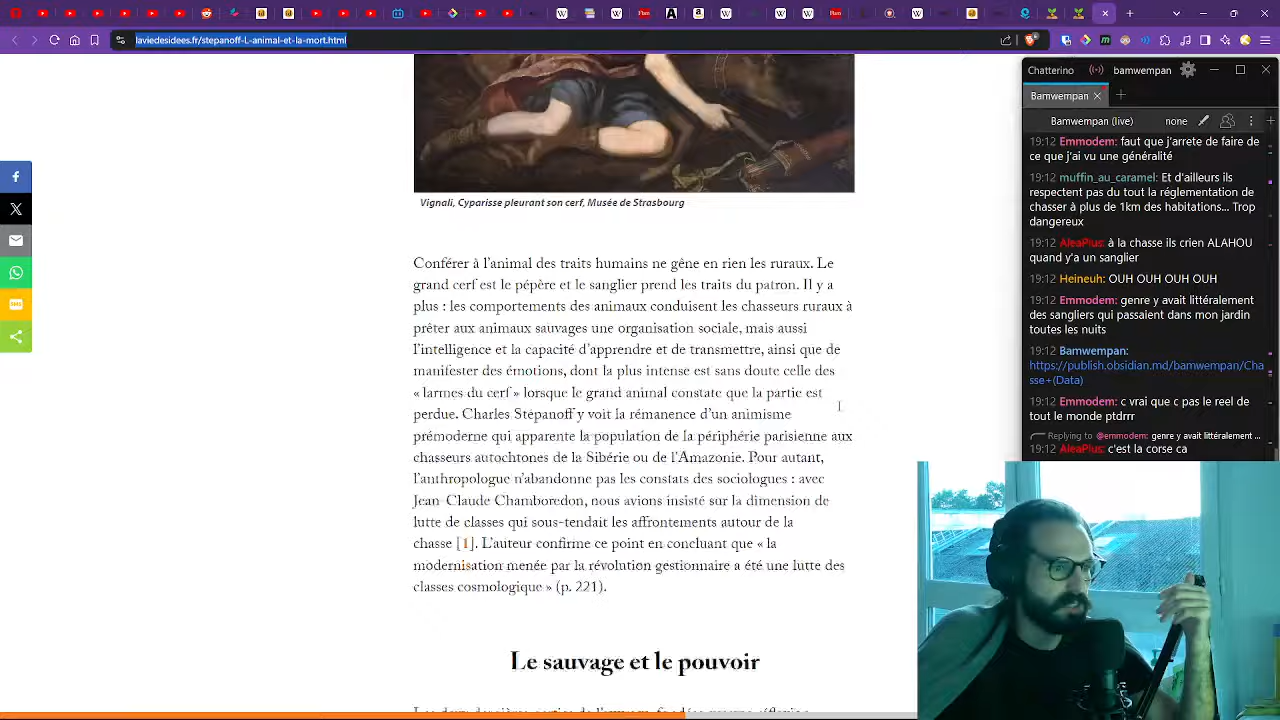 laviedesidees.fr/stepanoff-L-animal-et-la-mort.html
Vignali, Cyparisse pleurant son cerf, Musée de Strasbourg
Conférer à l'animal des traits humains ne gêne en rien les ruraux. Le
grand cerf est le pépère et le sanglier prend les traits du patron. Il y a
plus : les comportements des animaux conduisent les chasseurs ruraux à
prêter aux animaux sauvages une organisation sociale, mais aussi
l'intelligence et la capacité d'apprendre et de transmettre, ainsi que de
manifester des émotions, dont la plus intense est sans doute celle des
« larmes du cerf » lorsque le grand animal constate que la partie est
perdue. Charles Stépanoff y voit la rémanence d'un animisme
prémoderne qui apparente la population de la périphérie parisienne aux
chasseurs autochtones de la Sibérie ou de l'Amazonie. Pour autant,
l'anthropologue n'abandonne pas les constats des sociologues : avec
Jean-Claude Chamboredon, nous avions insisté sur la dimension de
lutte de classes qui sous-tendait les affrontements autour de la
chasse [1]. L'auteur confirme ce point en concluant que « la
modernisation menée par la révolution gestionnaire a été une lutte des
classes cosmologique » (p. 221).
Le sauvage et le pouvoir
Chatterino
bamwempan
Bamwempan
Bamwempan (live)
none
19:12 Emmodem: faut que j'arrete de faire de
ce que j'ai vu une généralité
19:12 muffin_au_caramel: Et d'ailleurs ils
respectent pas du tout la réglementation de
chasser à plus de 1km des habitations... Trop
dangereux
19:12 AleaPius: à la chasse ils crien ALAHOU
quand y'a un sanglier
19:12 Heineuh: OUH OUH OUH OUH
19:12 Emmodem: genre y avait littéralement
des sangliers qui passaient dans mon jardin
toutes les nuits
19:12 Bamwempan:
https://publish.obsidian.md/bamwempan/Cha
sse+(Data)
19:12 Emmodem: c vrai que c pas le reel de
tout le monde ptdrrr
Replying to @emmodem: genre y avait littéralement ...
19:12 AleaPius: c'est la corse ca